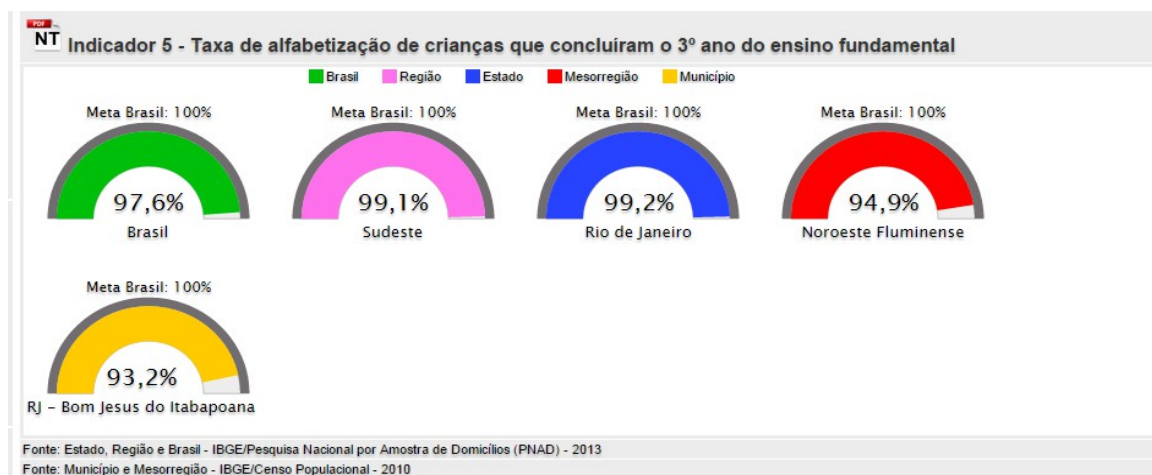 PDF
NT Indicador 5 - Taxa de alfabetização de crianças que concluíram o 3º ano do ensino fundamental
Brasil Região Estado Mesorregião Município
Meta Brasil: 100% Meta Brasil: 100% Meta Brasil: 100% Meta Brasil: 100%
97,6% 99,1% 99,2% 94,9%
Brasil Sudeste Rio de Janeiro Noroeste Fluminense
Meta Brasil: 100%
93,2%
RJ – Bom Jesus do Itabapoana
Fonte: Estado, Região e Brasil - IBGE/Pesquisa Nacional por Amostra de Domicílios (PNAD) - 2013
Fonte: Município e Mesorregião - IBGE/Censo Populacional - 2010